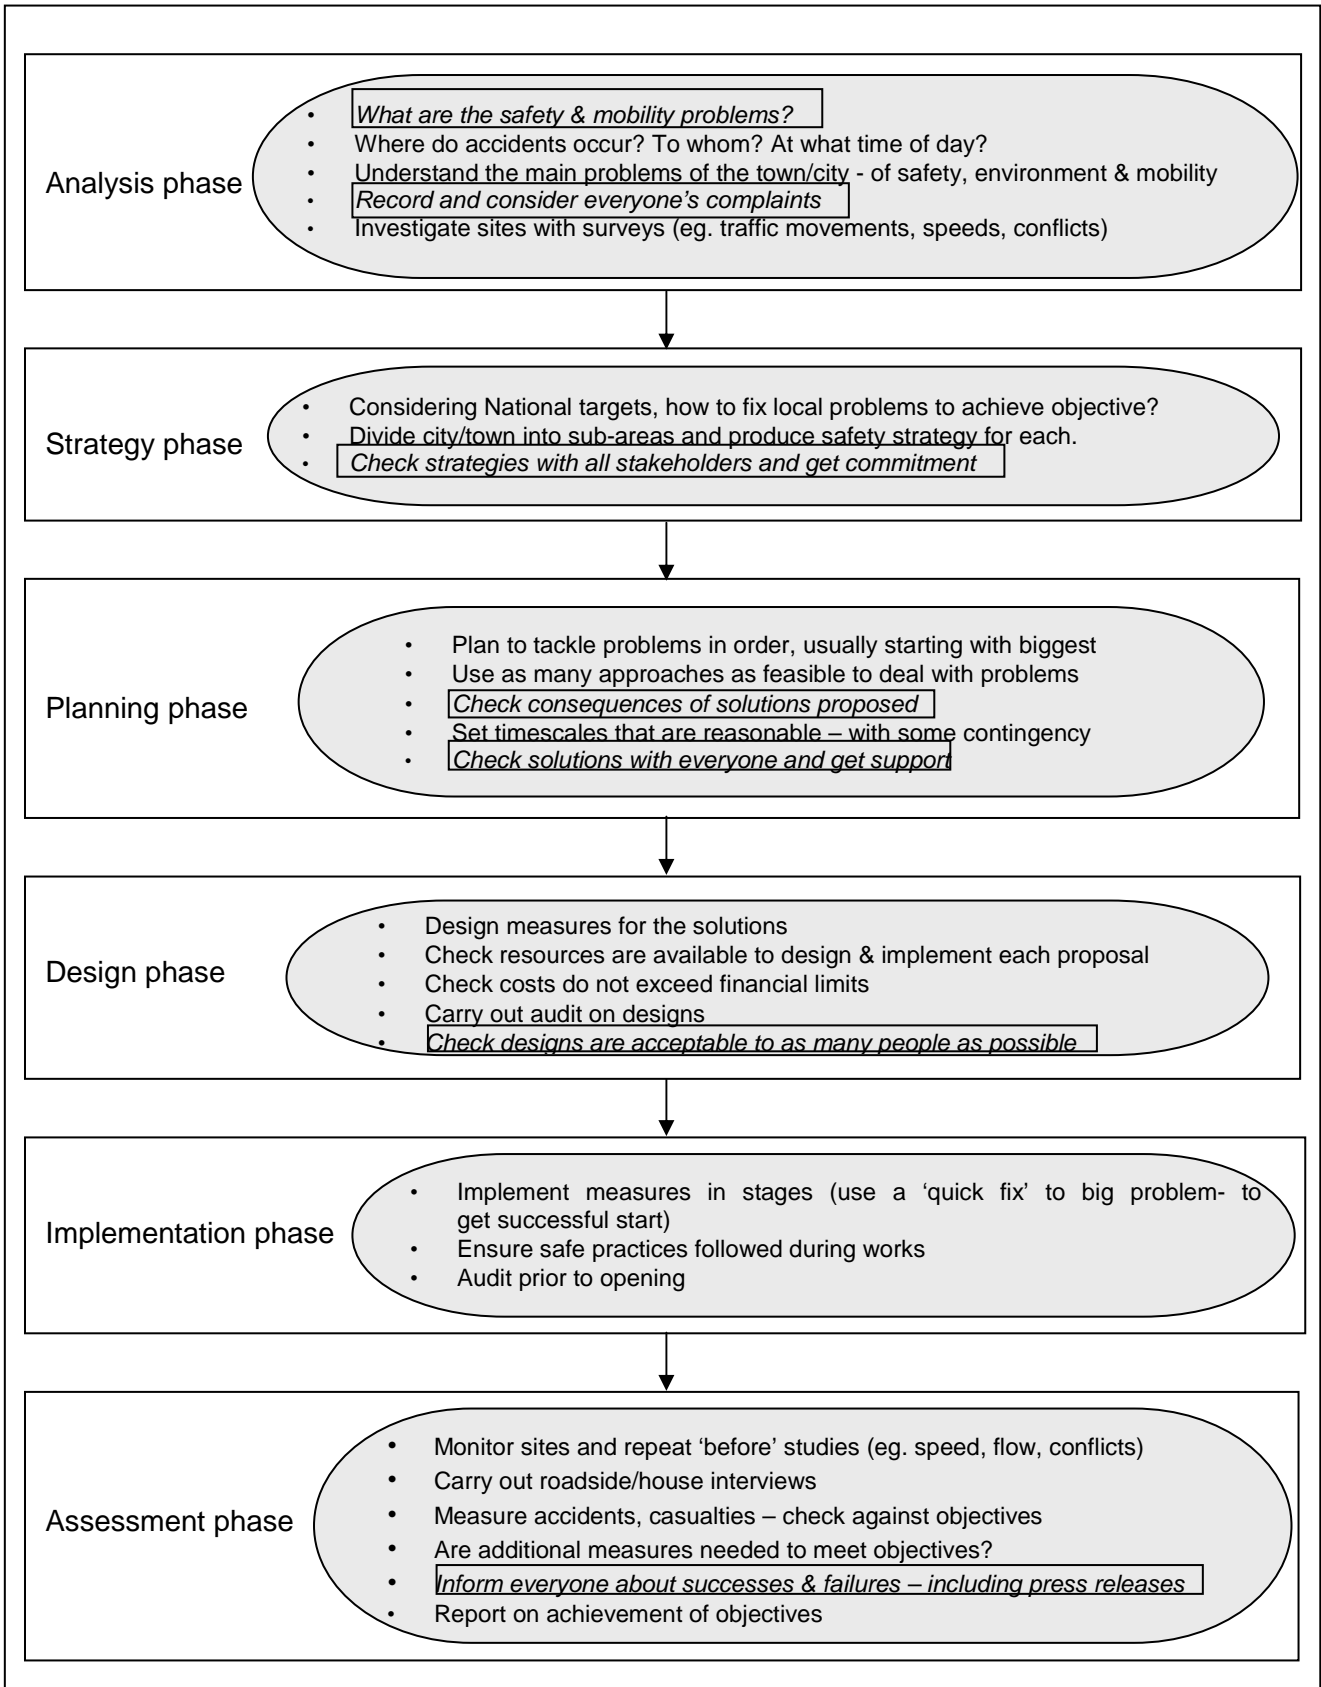 Analysis phase
• What are the safety & mobility problems?
• Where do accidents occur? To whom? At what time of day?
• Understand the main problems of the town/city - of safety, environment & mobility
• Record and consider everyone’s complaints
• Investigate sites with surveys (eg. traffic movements, speeds, conflicts)
Strategy phase
• Considering National targets, how to fix local problems to achieve objective?
• Divide city/town into sub-areas and produce safety strategy for each.
• Check strategies with all stakeholders and get commitment
Planning phase
• Plan to tackle problems in order, usually starting with biggest
• Use as many approaches as feasible to deal with problems
• Check consequences of solutions proposed
• Set timescales that are reasonable – with some contingency
• Check solutions with everyone and get support
Design phase
• Design measures for the solutions
• Check resources are available to design & implement each proposal
• Check costs do not exceed financial limits
• Carry out audit on designs
• Check designs are acceptable to as many people as possible
Implementation phase
• Implement measures in stages (use a ‘quick fix’ to big problem- to
get successful start)
• Ensure safe practices followed during works
• Audit prior to opening
Assessment phase
• Monitor sites and repeat ‘before’ studies (eg. speed, flow, conflicts)
• Carry out roadside/house interviews
• Measure accidents, casualties – check against objectives
• Are additional measures needed to meet objectives?
• Inform everyone about successes & failures – including press releases
• Report on achievement of objectives